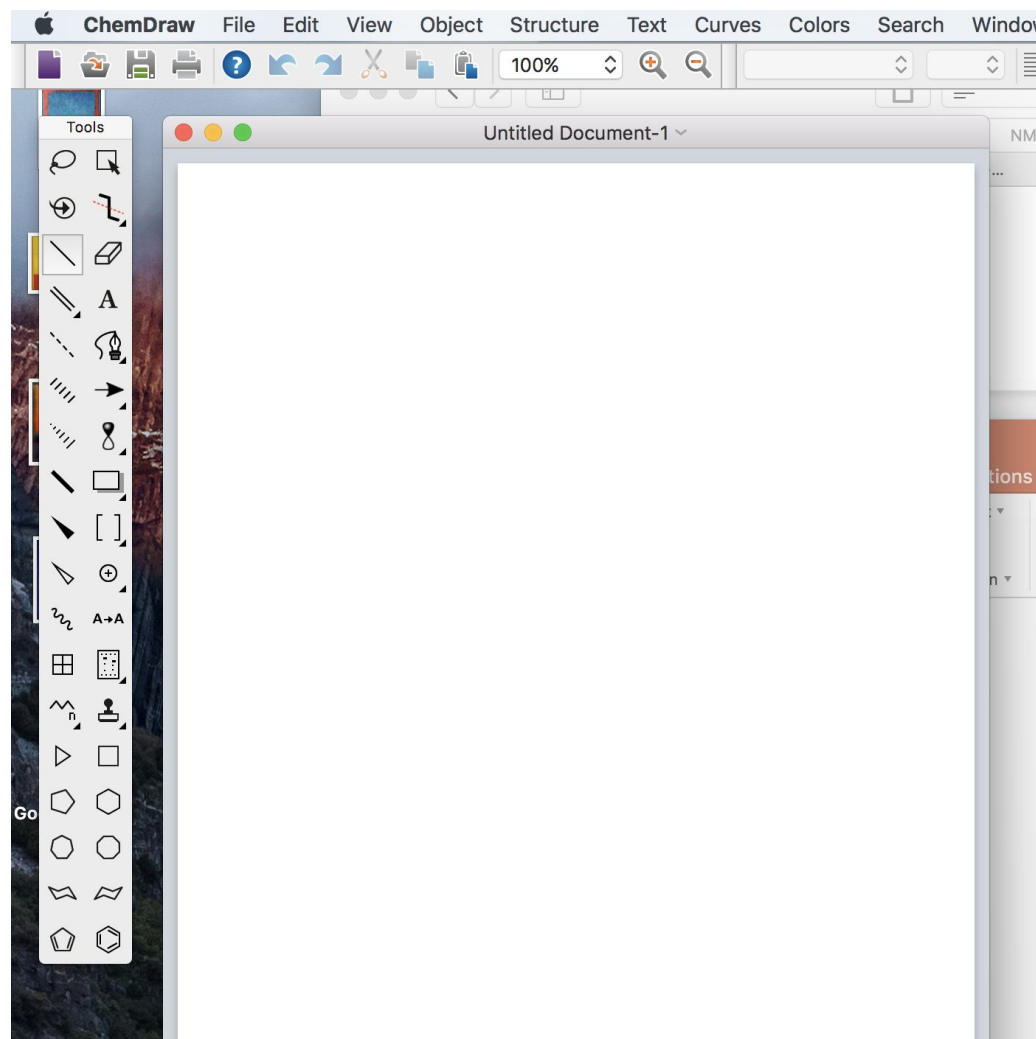 ChemDraw File Edit View Object Structure Text Curves Colors Search
100%
Tools
Untitled Document-1
NM
...
A
tions
A→A
n
n
Go